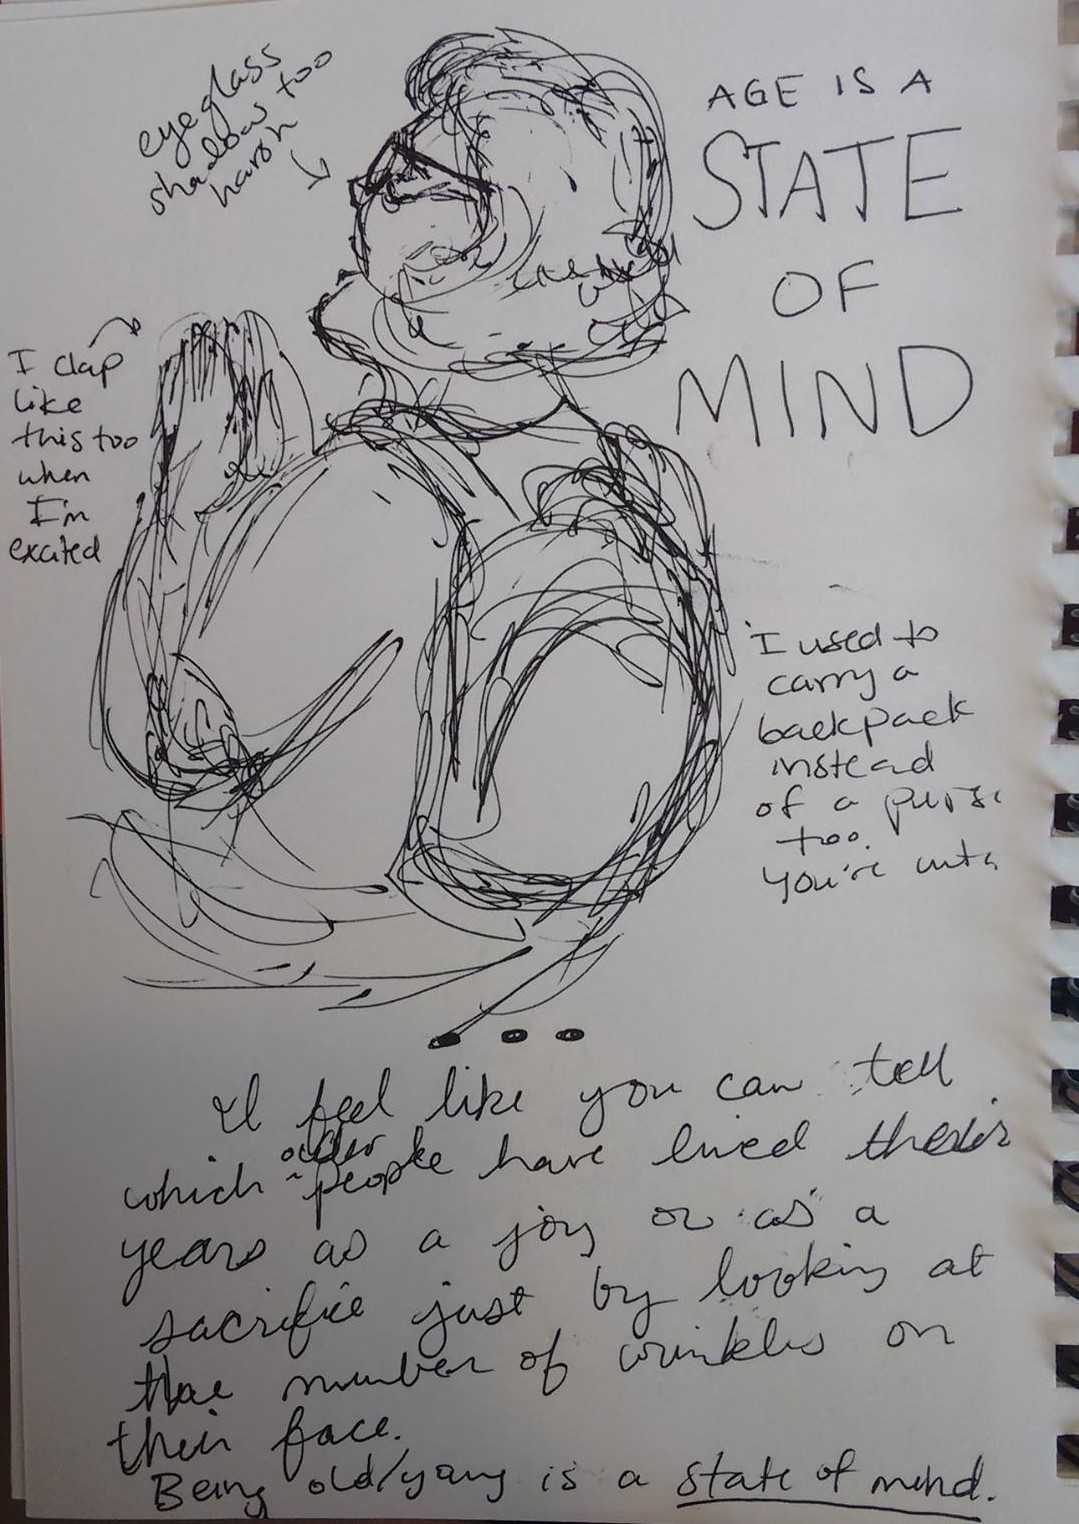 eyeglass
shadow too
harsh
AGE IS A
STATE
OF
MIND
I clap
like
this too
when
I'm
excited
I used to
carry a
backpack
instead
of a purse
too.
you're
I feel like you can tell
which older people have lived their
years as a joy or as a
sacrifice just by looking at
the number of wrinkles on
their face.
Being old/yang is a state of mind.